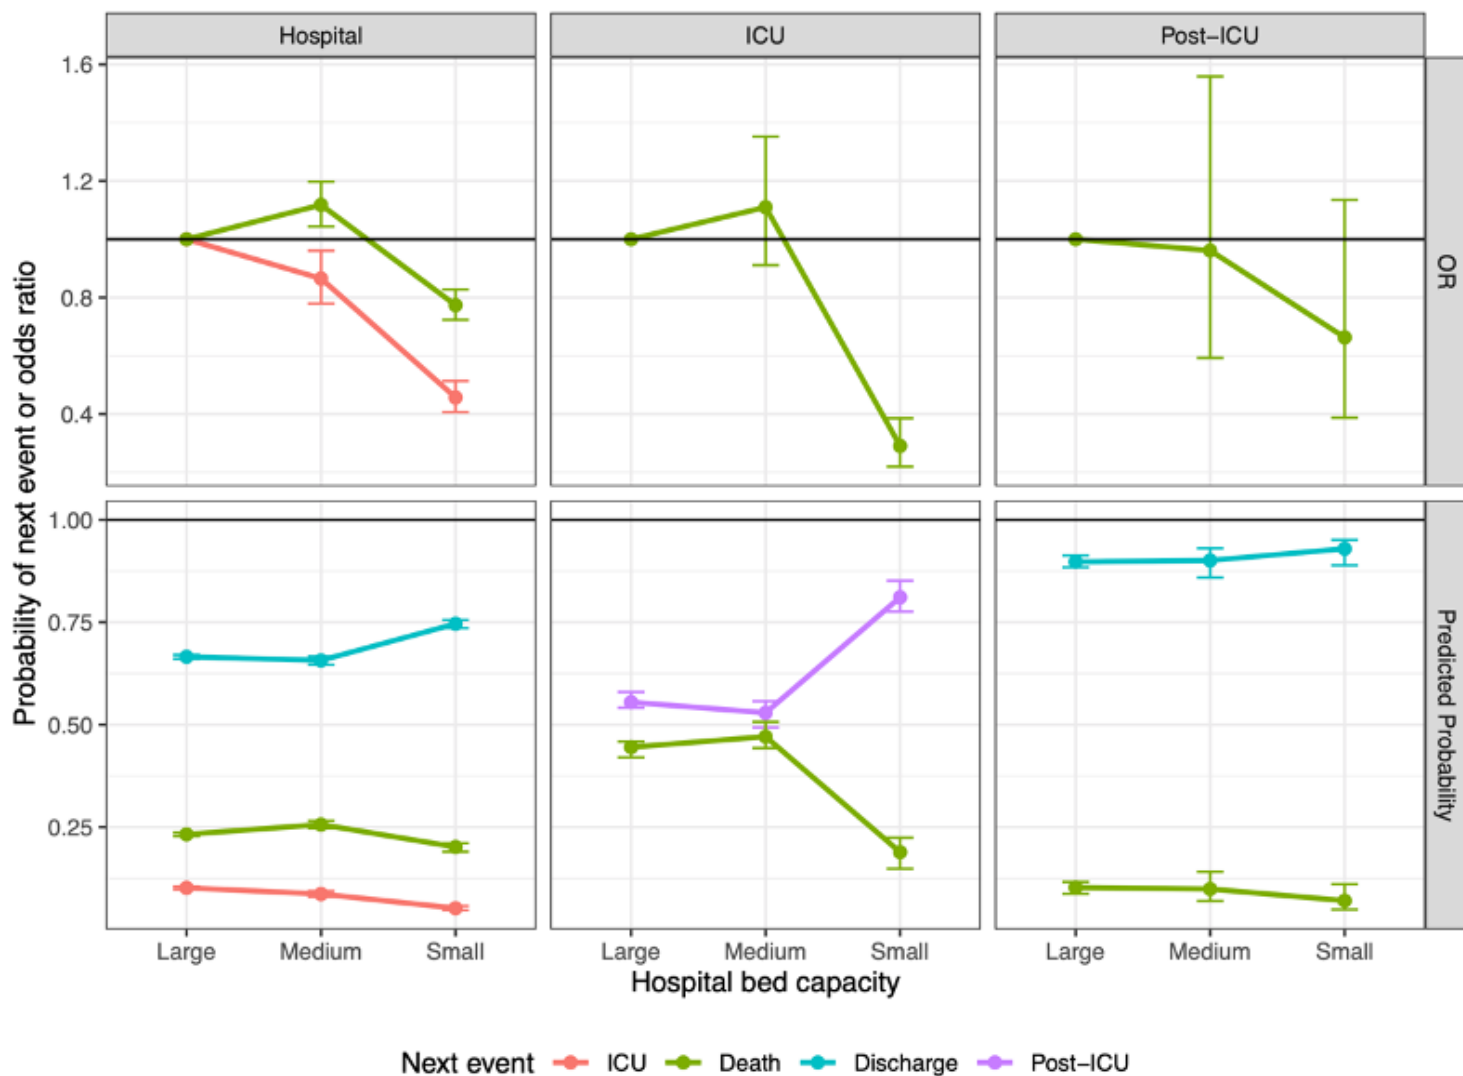 Hospital ICU Post-ICU
1.6
1.2
0.8
0.4
OR
Probability of next event or odds ratio
1.00
0.75
0.50
0.25
Predicted Probability
Large Medium Small Large Medium Small Large Medium Small
Hospital bed capacity
Next event ICU Death Discharge Post-ICU